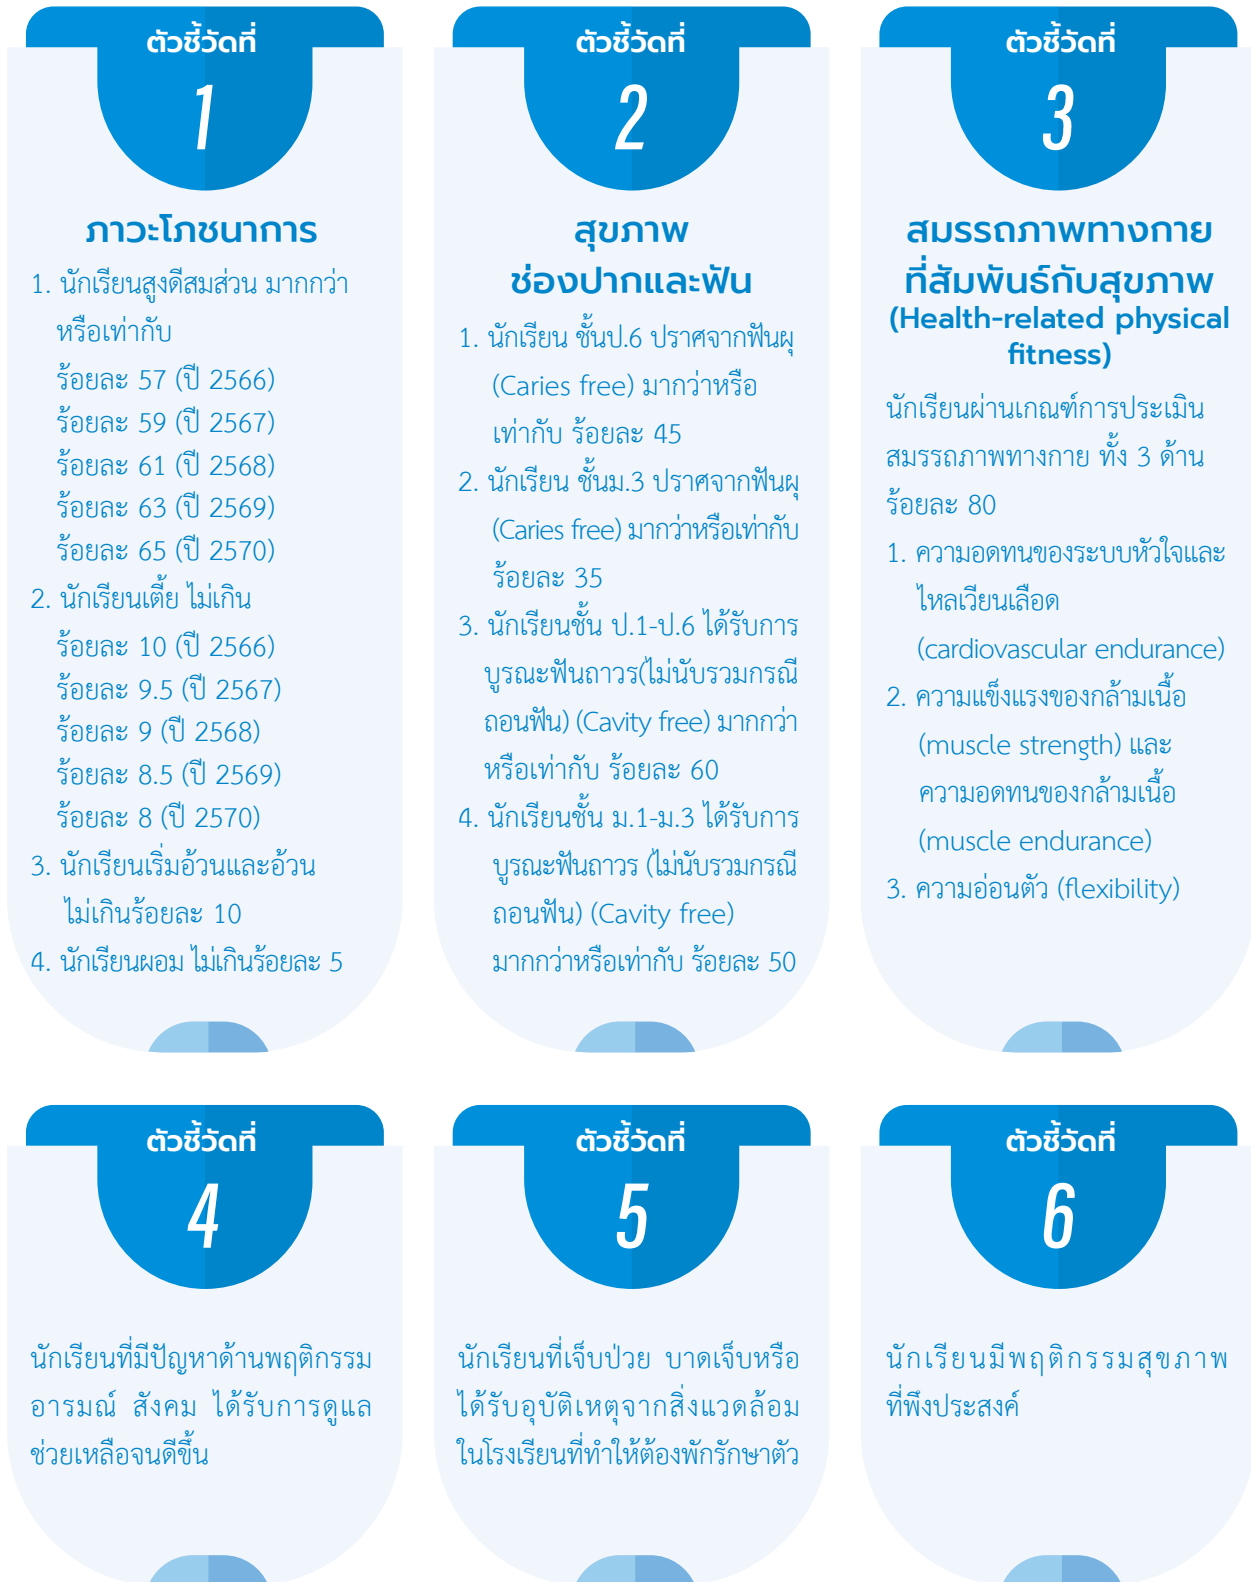 ตัวชี้วัดที่
1
ภาวะโภชนาการ
1. นักเรียนสูงดีสมส่วน มากกว่า
หรือเท่ากับ
ร้อยละ 57 (ปี 2566)
ร้อยละ 59 (ปี 2567)
ร้อยละ 61 (ปี 2568)
ร้อยละ 63 (ปี 2569)
ร้อยละ 65 (ปี 2570)
2. นักเรียนเตี้ย ไม่เกิน
ร้อยละ 10 (ปี 2566)
ร้อยละ 9.5 (ปี 2567)
ร้อยละ 9 (ปี 2568)
ร้อยละ 8.5 (ปี 2569)
ร้อยละ 8 (ปี 2570)
3. นักเรียนเริ่มอ้วนและอ้วน
ไม่เกินร้อยละ 10
4. นักเรียนผอม ไม่เกินร้อยละ 5
ตัวชี้วัดที่
2
สุขภาพ
ช่องปากและฟัน
1. นักเรียน ชั้นป.6 ปราศจากฟันผุ
(Caries free) มากว่าหรือ
เท่ากับ ร้อยละ 45
2. นักเรียน ชั้นม.3 ปราศจากฟันผุ
(Caries free) มากว่าหรือเท่ากับ
ร้อยละ 35
3. นักเรียนชั้น ป.1-ป.6 ได้รับการ
บูรณะฟันถาวร(ไม่นับรวมกรณี
ถอนฟัน) (Cavity free) มากกว่า
หรือเท่ากับ ร้อยละ 60
4. นักเรียนชั้น ม.1-ม.3 ได้รับการ
บูรณะฟันถาวร (ไม่นับรวมกรณี
ถอนฟัน) (Cavity free)
มากกว่าหรือเท่ากับ ร้อยละ 50
ตัวชี้วัดที่
3
สมรรถภาพทางกาย
ที่สัมพันธ์กับสุขภาพ
(Health-related physical
fitness)
นักเรียนผ่านเกณฑ์การประเมิน
สมรรถภาพทางกาย ทั้ง 3 ด้าน
ร้อยละ 80
1. ความอดทนของระบบหัวใจและ
ไหลเวียนเลือด
(cardiovascular endurance)
2. ความแข็งแรงของกล้ามเนื้อ
(muscle strength) และ
ความอดทนของกล้ามเนื้อ
(muscle endurance)
3. ความอ่อนตัว (flexibility)
ตัวชี้วัดที่
4
นักเรียนที่มีปัญหาด้านพฤติกรรม
อารมณ์ สังคม ได้รับการดูแล
ช่วยเหลือจนดีขึ้น
ตัวชี้วัดที่
5
นักเรียนที่เจ็บป่วย บาดเจ็บหรือ
ได้รับอุบัติเหตุจากสิ่งแวดล้อม
ในโรงเรียนที่ทำให้ต้องพักรักษาตัว
ตัวชี้วัดที่
6
นักเรียนมีพฤติกรรมสุขภาพ
ที่พึงประสงค์